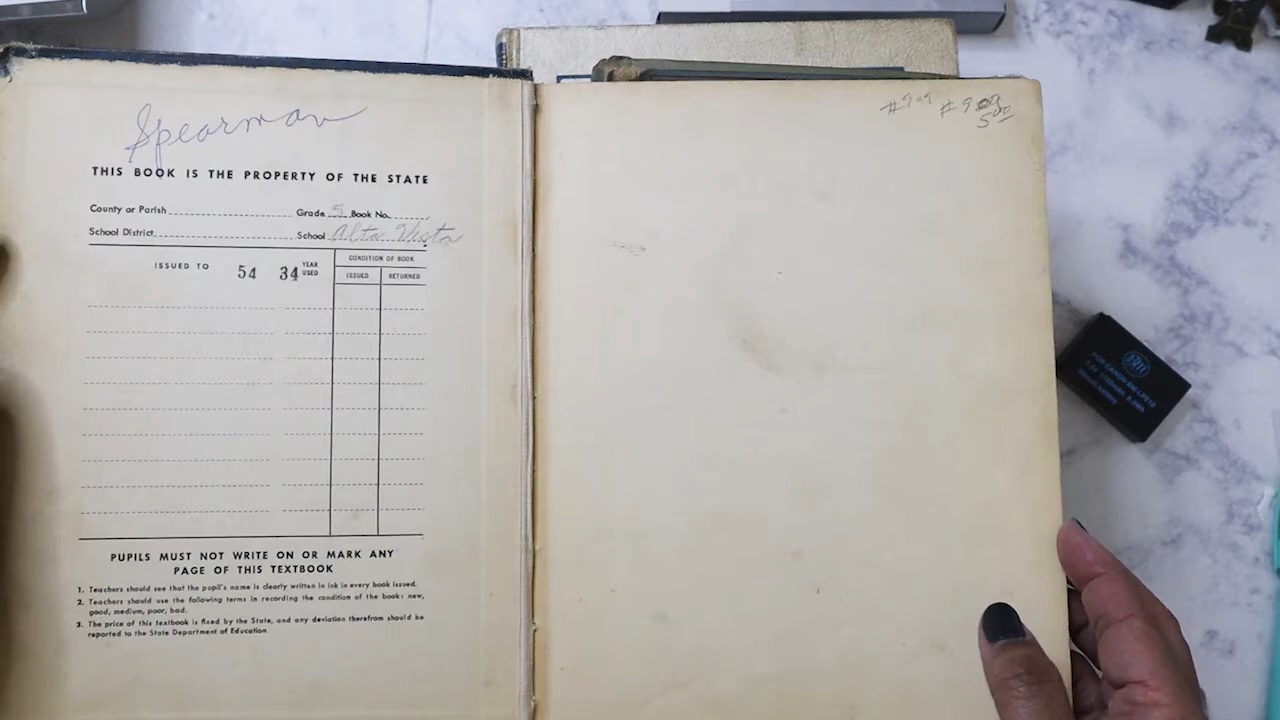 Spearman
THIS BOOK IS THE PROPERTY OF THE STATE
County or Parish Grade 5 Book No.
School District School Alta Vista
ISSUED TO 54 34 YEAR USED CONDITION OF BOOK
ISSUED RETURNED
PUPILS MUST NOT WRITE ON OR MARK ANY
PAGE OF THIS TEXTBOOK
1. Teachers should see that the pupil's name is clearly written in ink in every book issued.
2. Teachers should use the following terms in recording the condition of the book: new,
good, medium, poor, bad.
3. The price of this textbook is fixed by the State, and any deviation therefrom should be
reported to the State Department of Education
#909
5.00
FOR CANON